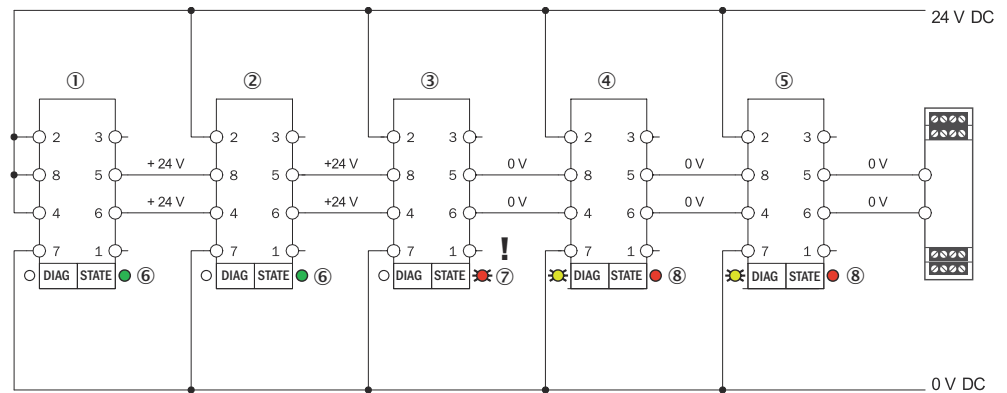 24 V DC
① ② ③ ④ ⑤
2 3 2 3 2 3 2 3 2 3
+ 24 V +24 V 0 V 0 V 0 V
8 5 8 5 8 5 8 5 8 5
+ 24 V +24 V 0 V 0 V 0 V
4 6 4 6 4 6 4 6 4 6
7 1 7 1 7 1 ! 7 1 7 1
DIAG STATE ⑥ DIAG STATE ⑥ DIAG STATE ⑦ DIAG STATE ⑧ DIAG STATE ⑧
0 V DC